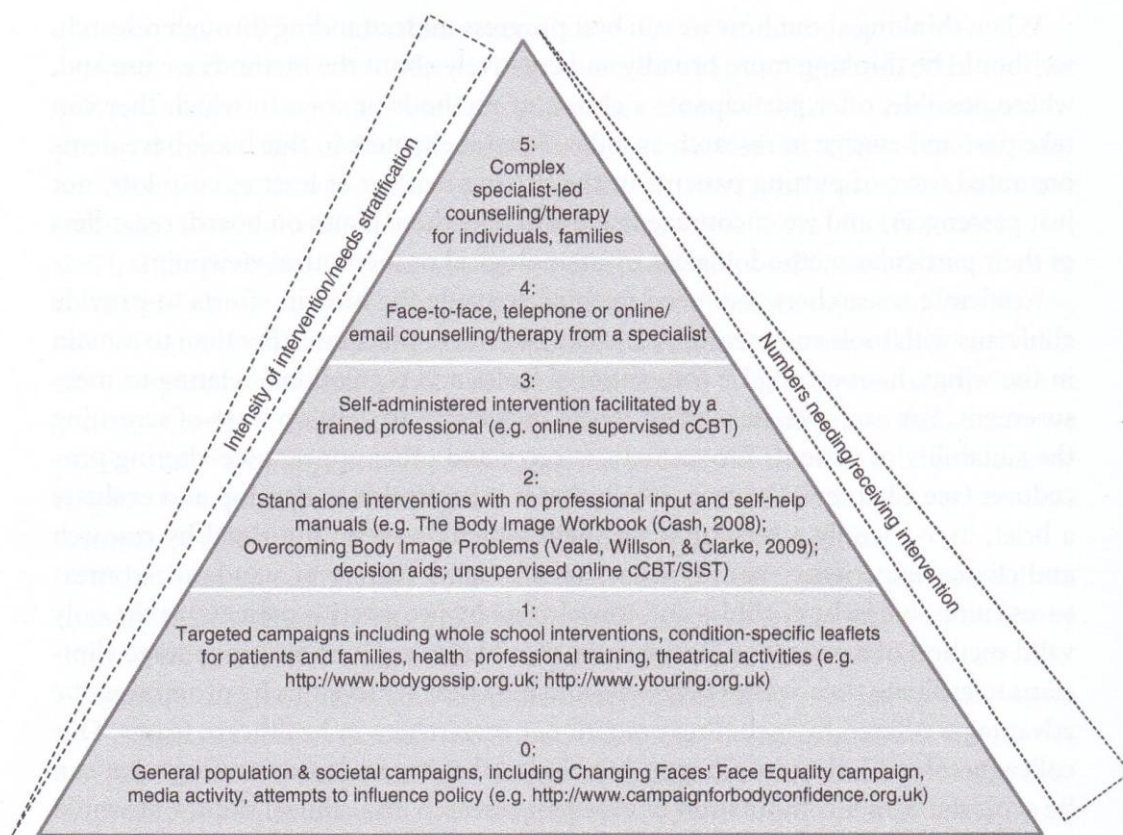 5:
Complex
specialist-led
counselling/therapy
for individuals, families
4:
Face-to-face, telephone or online/
email counselling/therapy from a specialist
3:
Self-administered intervention facilitated by a
trained professional (e.g. online supervised cCBT)
2:
Stand alone interventions with no professional input and self-help
manuals (e.g. The Body Image Workbook (Cash, 2008);
Overcoming Body Image Problems (Veale, Willson, & Clarke, 2009);
decision aids; unsupervised online cCBT/SIST)
1:
Targeted campaigns including whole school interventions, condition-specific leaflets
for patients and families, health professional training, theatical activities (e.g.
http://www.bodygossip.org.uk; http://www.ytouring.org.uk)
0:
General population & societal campaigns, including Changing Faces' Face Equality campaign,
media activity, attempts to influence policy (e.g. http://www.campaignforbodyconfidence.org.uk)
Intensity of intervention/needs stratification
Numbers needing/receiving intervention